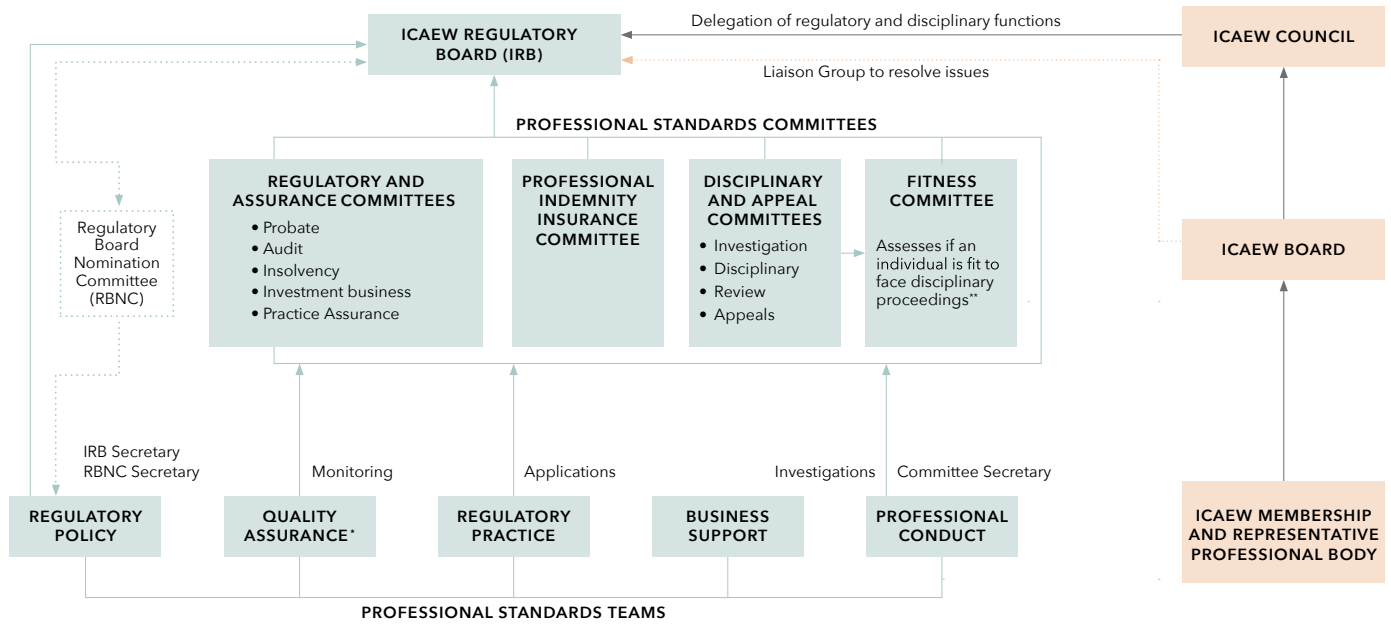 ICAEW REGULATORY
BOARD (IRB)
Delegation of regulatory and disciplinary functions
ICAEW COUNCIL
Liaison Group to resolve issues
PROFESSIONAL STANDARDS COMMITTEES
REGULATORY AND
ASSURANCE COMMITTEES
• Probate
• Audit
• Insolvency
• Investment business
• Practice Assurance
PROFESSIONAL
INDEMNITY
INSURANCE
COMMITTEE
DISCIPLINARY
AND APPEAL
COMMITTEES
• Investigation
• Disciplinary
• Review
• Appeals
FITNESS
COMMITTEE
Assesses if an
individual is fit to
face disciplinary
proceedings**
Regulatory
Board
Nomination
Committee
(RBNC)
ICAEW BOARD
IRB Secretary
RBNC Secretary
Monitoring
Applications
Investigations
Committee Secretary
REGULATORY
POLICY
QUALITY
ASSURANCE*
REGULATORY
PRACTICE
BUSINESS
SUPPORT
PROFESSIONAL
CONDUCT
ICAEW MEMBERSHIP
AND REPRESENTATIVE
PROFESSIONAL BODY
PROFESSIONAL STANDARDS TEAMS